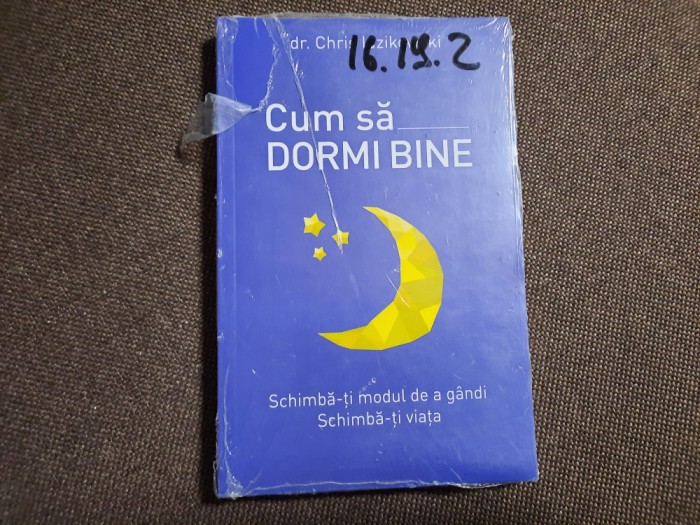 dr. Chris
16.19.2
Cum să
DORMI BINE
Schimbă-ți modul de a gândi
Schimbă-ți viața